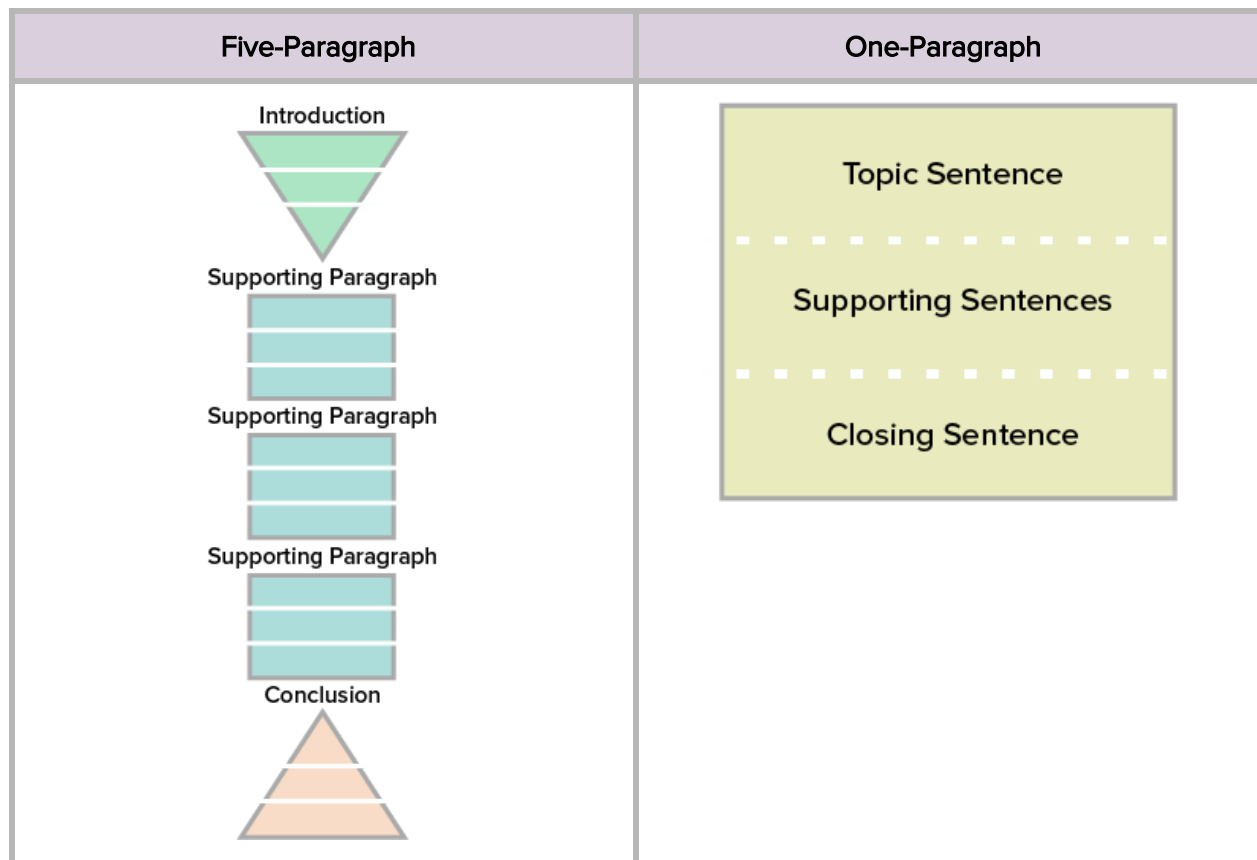 Five-Paragraph
One-Paragraph
Introduction
Supporting Paragraph
Supporting Paragraph
Supporting Paragraph
Conclusion
Topic Sentence
Supporting Sentences
Closing Sentence